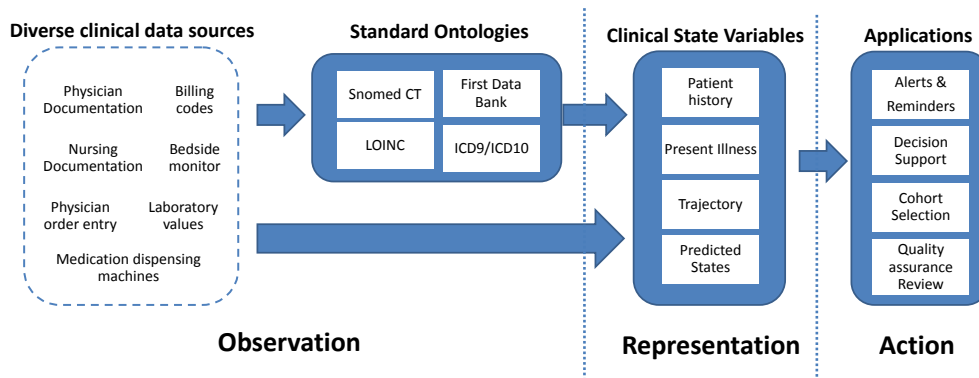 Diverse clinical data sources
Physician
Documentation
Billing
codes
Nursing
Documentation
Bedside
monitor
Physician
order entry
Laboratory
values
Medication dispensing
machines
Standard Ontologies
Snomed CT
First Data
Bank
LOINC
ICD9/ICD10
Clinical State Variables
Patient
history
Present Illness
Trajectory
Predicted
States
Applications
Alerts &
Reminders
Decision
Support
Cohort
Selection
Quality
assurance
Review
Observation
Representation
Action